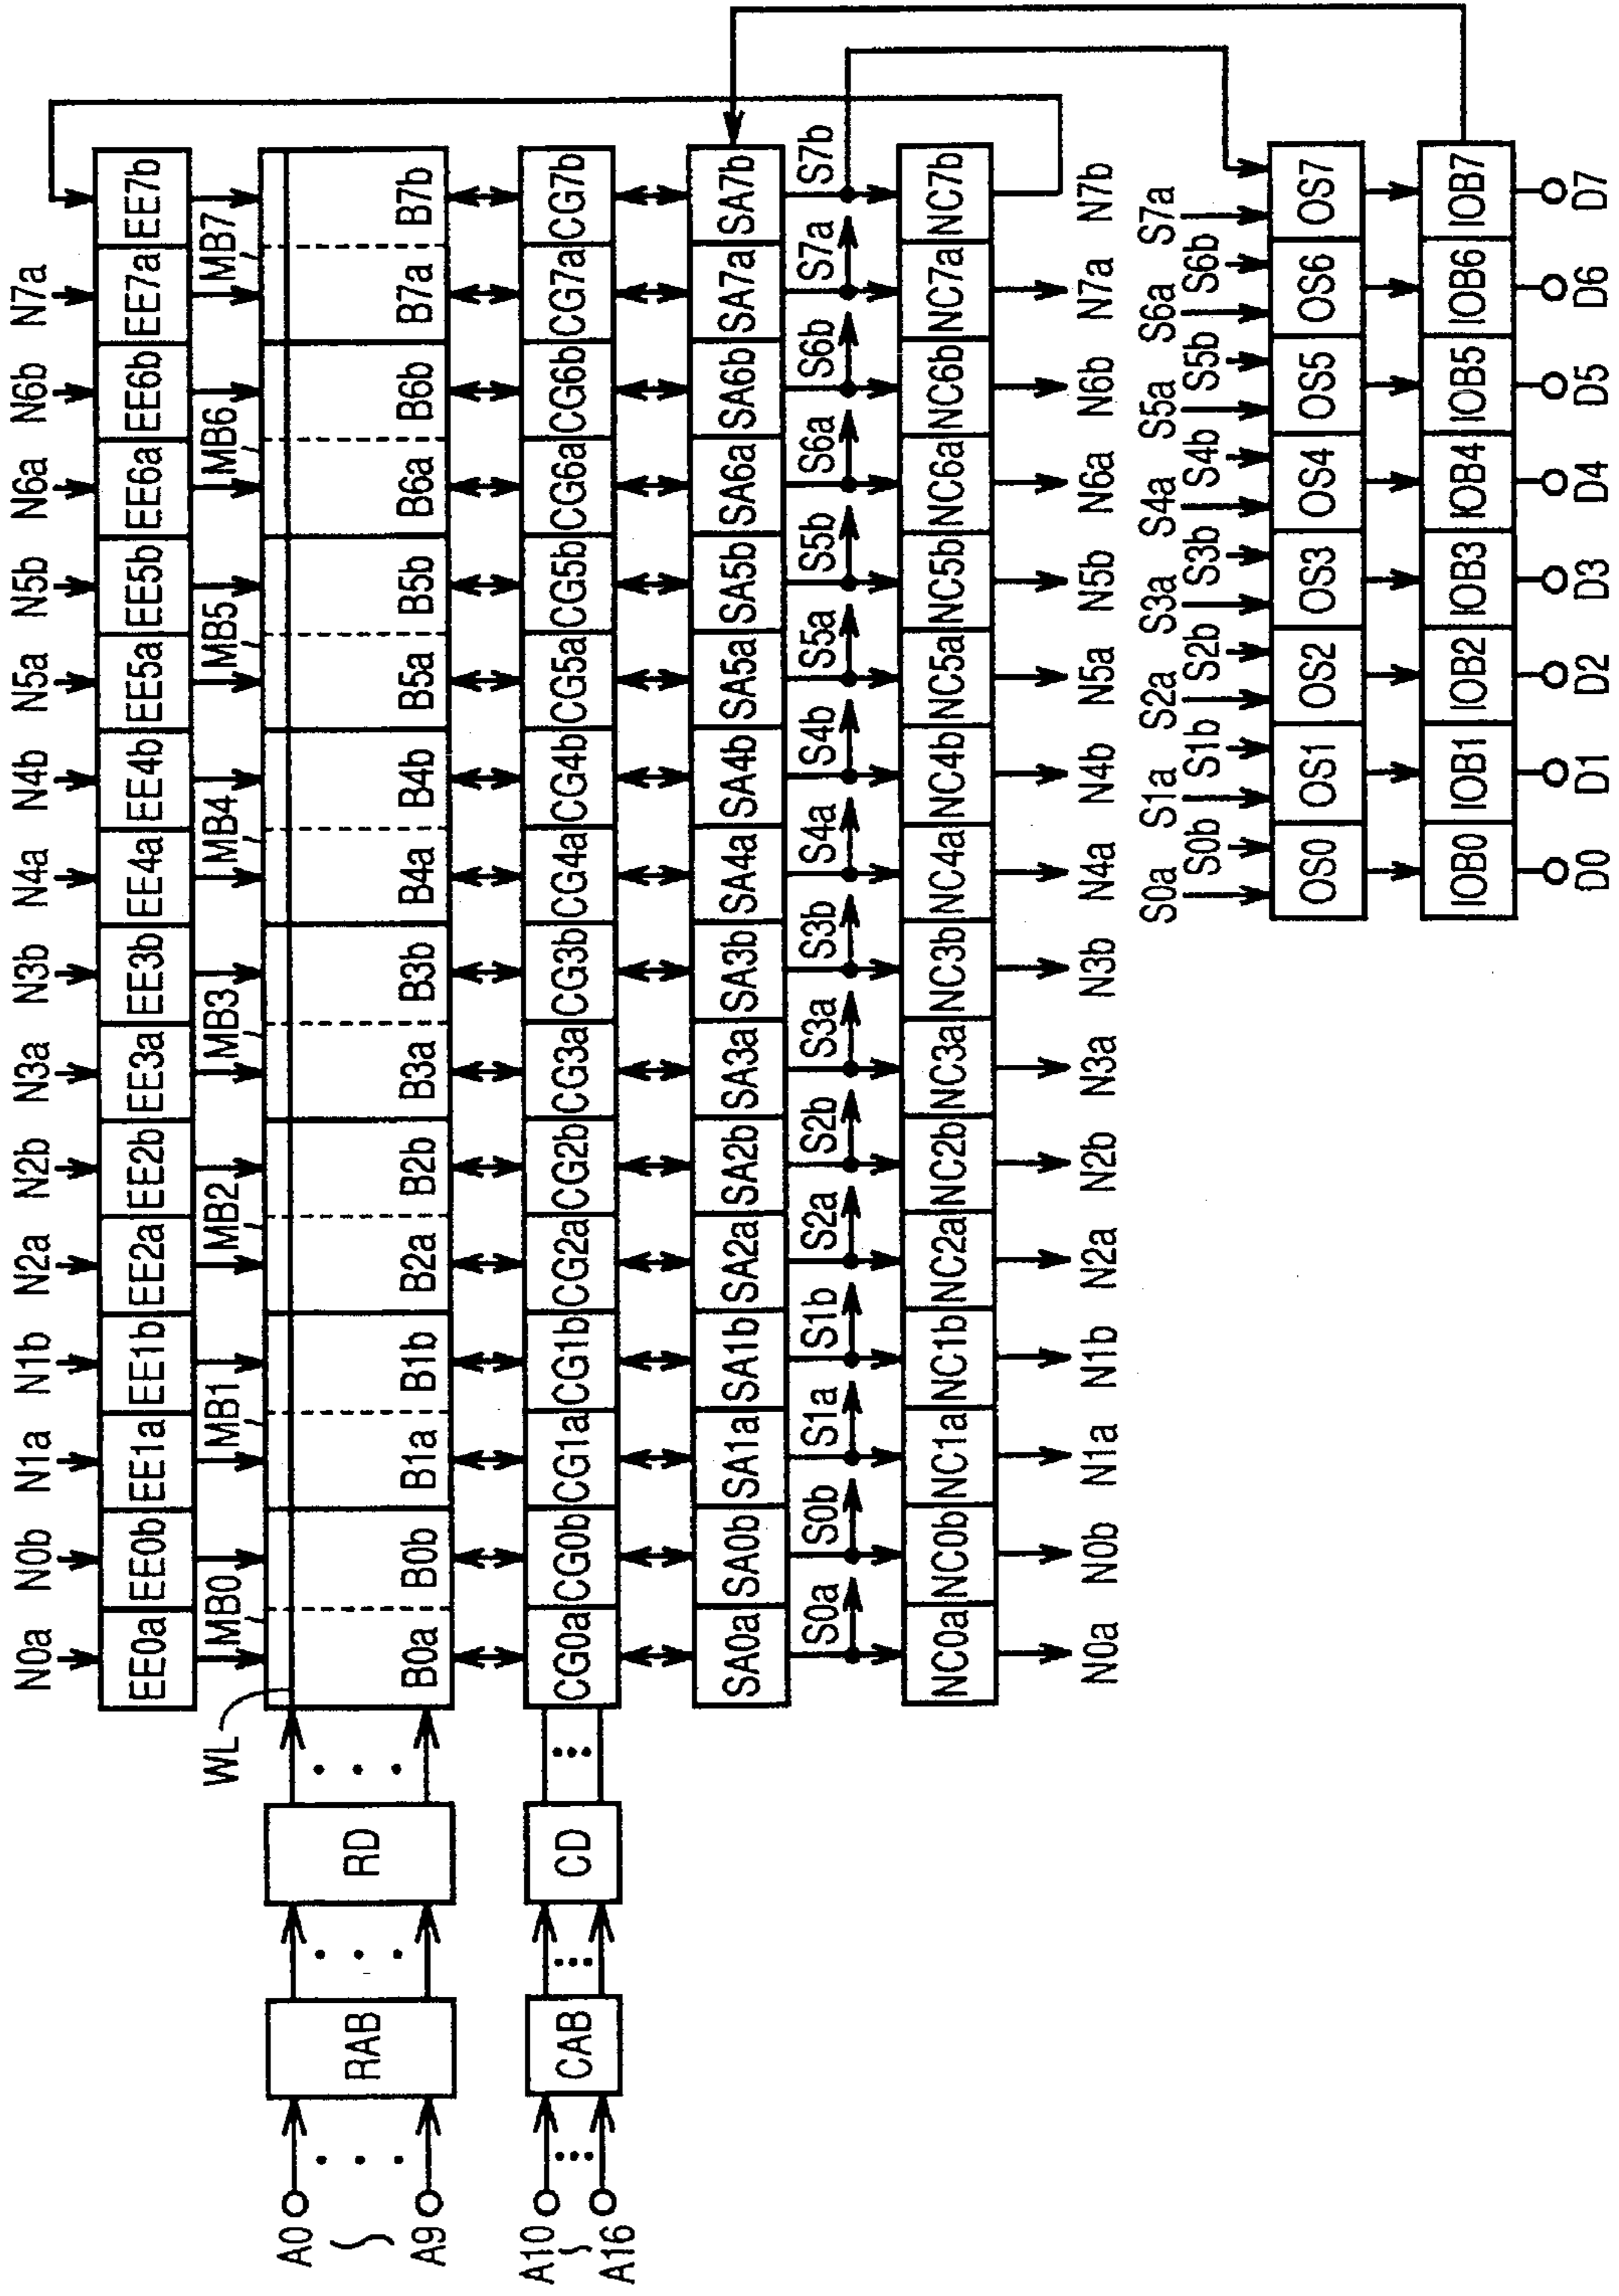 N0a N0b N1a N1b N2a N2b N3a N3b N4a N4b N5a N5b N6a N6b N7a
EE0a EE0b EE1a EE1b EE2a EE2b EE3a EE3b EE4a EE4b EE5a EE5b EE6a EE6b EE7a EE7b
WL MB0 MB1 MB2 MB3 MB4 MB5 MB6 MB7
A0 ~ A9 RAB RD
B0a B0b B1a B1b B2a B2b B3a B3b B4a B4b B5a B5b B6a B6b B7a B7b
A10 ~ A16 CAB CD CG0a CG0b CG1a CG1b CG2a CG2b CG3a CG3b CG4a CG4b CG5a CG5b CG6a CG6b CG7a CG7b
SA0a SA0b SA1a SA1b SA2a SA2b SA3a SA3b SA4a SA4b SA5a SA5b SA6a SA6b SA7a SA7b
S0a S0b S1a S1b S2a S2b S3a S3b S4a S4b S5a S5b S6a S6b S7a S7b
NC0a NC0b NC1a NC1b NC2a NC2b NC3a NC3b NC4a NC4b NC5a NC5b NC6a NC6b NC7a NC7b
N0a N0b N1a N1b N2a N2b N3a N3b N4a N4b N5a N5b N6a N6b N7a N7b
S0a S1a S2a S3a S4a S5a S6a S7a
S0b S1b S2b S3b S4b S5b S6b
OS0 OS1 OS2 OS3 OS4 OS5 OS6 OS7
IOB0 IOB1 IOB2 IOB3 IOB4 IOB5 IOB6 IOB7
D0 D1 D2 D3 D4 D5 D6 D7